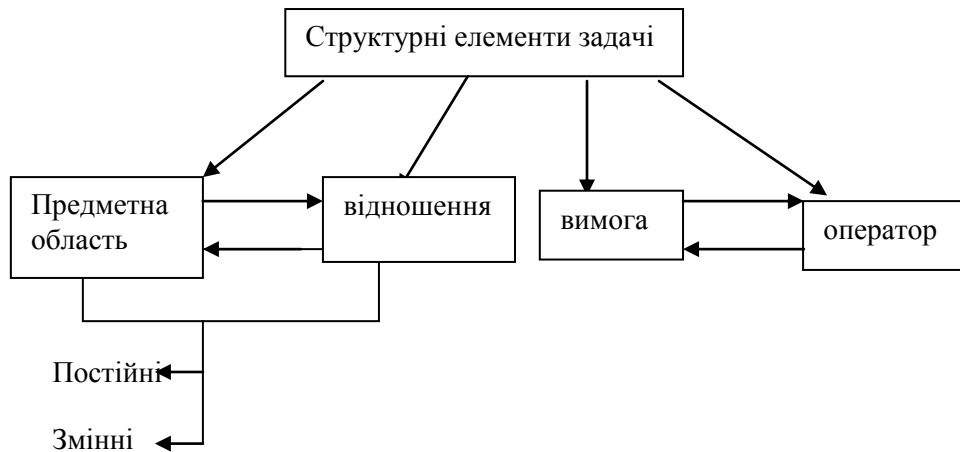 Структурні елементи задачі
Предметна
область
відношення
вимога
оператор
Постійні
Змінні